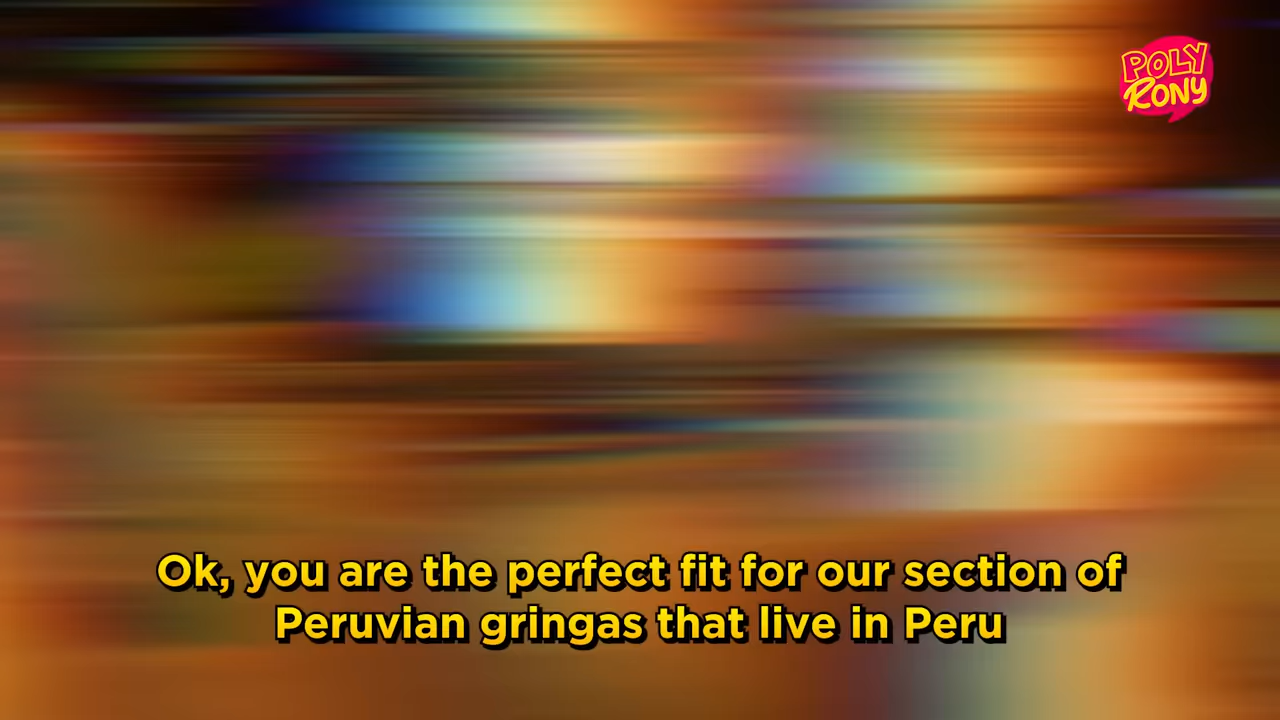 POLY
RONY
Ok, you are the perfect fit for our section of
Peruvian gringas that live in Peru